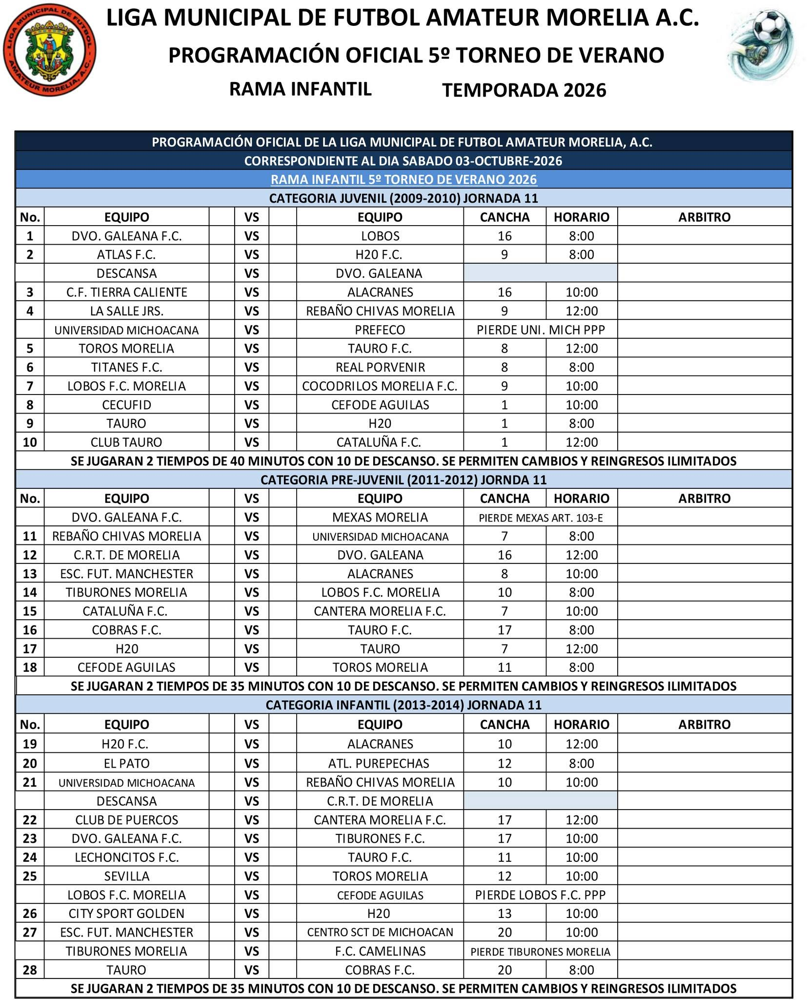 LIGA MUNICIPAL DE FUTBOL AMATEUR MORELIA A.C.
PROGRAMACIÓN OFICIAL 5º TORNEO DE VERANO
RAMA INFANTIL TEMPORADA 2026
LIGA MUNICIPAL DE FUTBOL - AMATEUR MORELIA, A.C. -
PROGRAMACIÓN OFICIAL DE LA LIGA MUNICIPAL DE FUTBOL AMATEUR MORELIA, A.C.
CORRESPONDIENTE AL DIA SABADO 03-OCTUBRE-2026
RAMA INFANTIL 5º TORNEO DE VERANO 2026
CATEGORIA JUVENIL (2009-2010) JORNADA 11
No. EQUIPO VS EQUIPO CANCHA HORARIO ARBITRO
1 DVO. GALEANA F.C. VS LOBOS 16 8:00
2 ATLAS F.C. VS H20 F.C. 9 8:00
DESCANSA VS DVO. GALEANA
3 C.F. TIERRA CALIENTE VS ALACRANES 16 10:00
4 LA SALLE JRS. VS REBAÑO CHIVAS MORELIA 9 12:00
UNIVERSIDAD MICHOACANA VS PREFECO PIERDE UNI. MICH PPP
5 TOROS MORELIA VS TAURO F.C. 8 12:00
6 TITANES F.C. VS REAL PORVENIR 8 8:00
7 LOBOS F.C. MORELIA VS COCODRILOS MORELIA F.C. 9 10:00
8 CECUFID VS CEFODE AGUILAS 1 10:00
9 TAURO VS H20 1 8:00
10 CLUB TAURO VS CATALUÑA F.C. 1 12:00
SE JUGARAN 2 TIEMPOS DE 40 MINUTOS CON 10 DE DESCANSO. SE PERMITEN CAMBIOS Y REINGRESOS ILIMITADOS
CATEGORIA PRE-JUVENIL (2011-2012) JORNDA 11
No. EQUIPO VS EQUIPO CANCHA HORARIO ARBITRO
DVO. GALEANA F.C. VS MEXAS MORELIA PIERDE MEXAS ART. 103-E
11 REBAÑO CHIVAS MORELIA VS UNIVERSIDAD MICHOACANA 7 8:00
12 C.R.T. DE MORELIA VS DVO. GALEANA 16 12:00
13 ESC. FUT. MANCHESTER VS ALACRANES 8 10:00
14 TIBURONES MORELIA VS LOBOS F.C. MORELIA 10 8:00
15 CATALUÑA F.C. VS CANTERA MORELIA F.C. 7 10:00
16 COBRAS F.C. VS TAURO F.C. 17 8:00
17 H20 VS TAURO 7 12:00
18 CEFODE AGUILAS VS TOROS MORELIA 11 8:00
SE JUGARAN 2 TIEMPOS DE 35 MINUTOS CON 10 DE DESCANSO. SE PERMITEN CAMBIOS Y REINGRESOS ILIMITADOS
CATEGORIA INFANTIL (2013-2014) JORNADA 11
No. EQUIPO VS EQUIPO CANCHA HORARIO ARBITRO
19 H20 F.C. VS ALACRANES 10 12:00
20 EL PATO VS ATL. PUREPECHAS 12 8:00
21 UNIVERSIDAD MICHOACANA VS REBAÑO CHIVAS MORELIA 10 10:00
DESCANSA VS C.R.T. DE MORELIA
22 CLUB DE PUERCOS VS CANTERA MORELIA F.C. 17 12:00
23 DVO. GALEANA F.C. VS TIBURONES F.C. 17 10:00
24 LECHONCITOS F.C. VS TAURO F.C. 11 10:00
25 SEVILLA VS TOROS MORELIA 12 10:00
LOBOS F.C. MORELIA VS CEFODE AGUILAS PIERDE LOBOS F.C. PPP
26 CITY SPORT GOLDEN VS H20 13 10:00
27 ESC. FUT. MANCHESTER VS CENTRO SCT DE MICHOACAN 20 10:00
TIBURONES MORELIA VS F.C. CAMELINAS PIERDE TIBURONES MORELIA
28 TAURO VS COBRAS F.C. 20 8:00
SE JUGARAN 2 TIEMPOS DE 35 MINUTOS CON 10 DE DESCANSO. SE PERMITEN CAMBIOS Y REINGRESOS ILIMITADOS